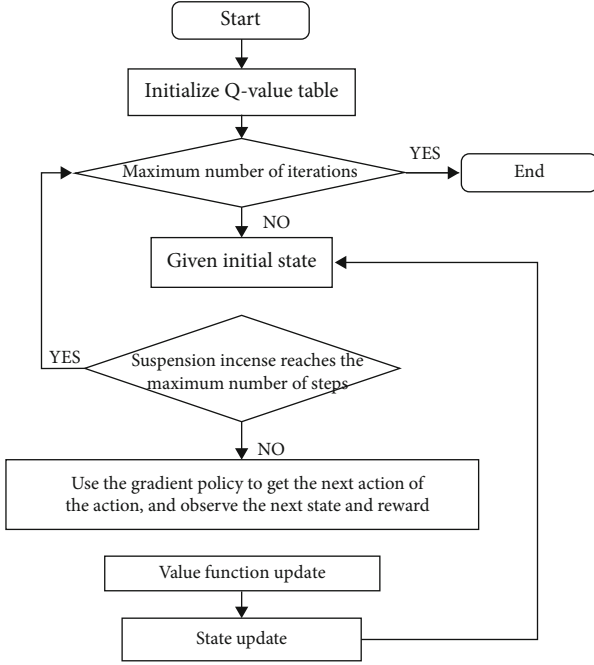 Start
Initialize Q-value table
Maximum number of iterations
YES
End
NO
Given initial state
YES
Suspension incense reaches the
maximum number of steps
NO
Use the gradient policy to get the next action of
the action, and observe the next state and reward
Value function update
State update